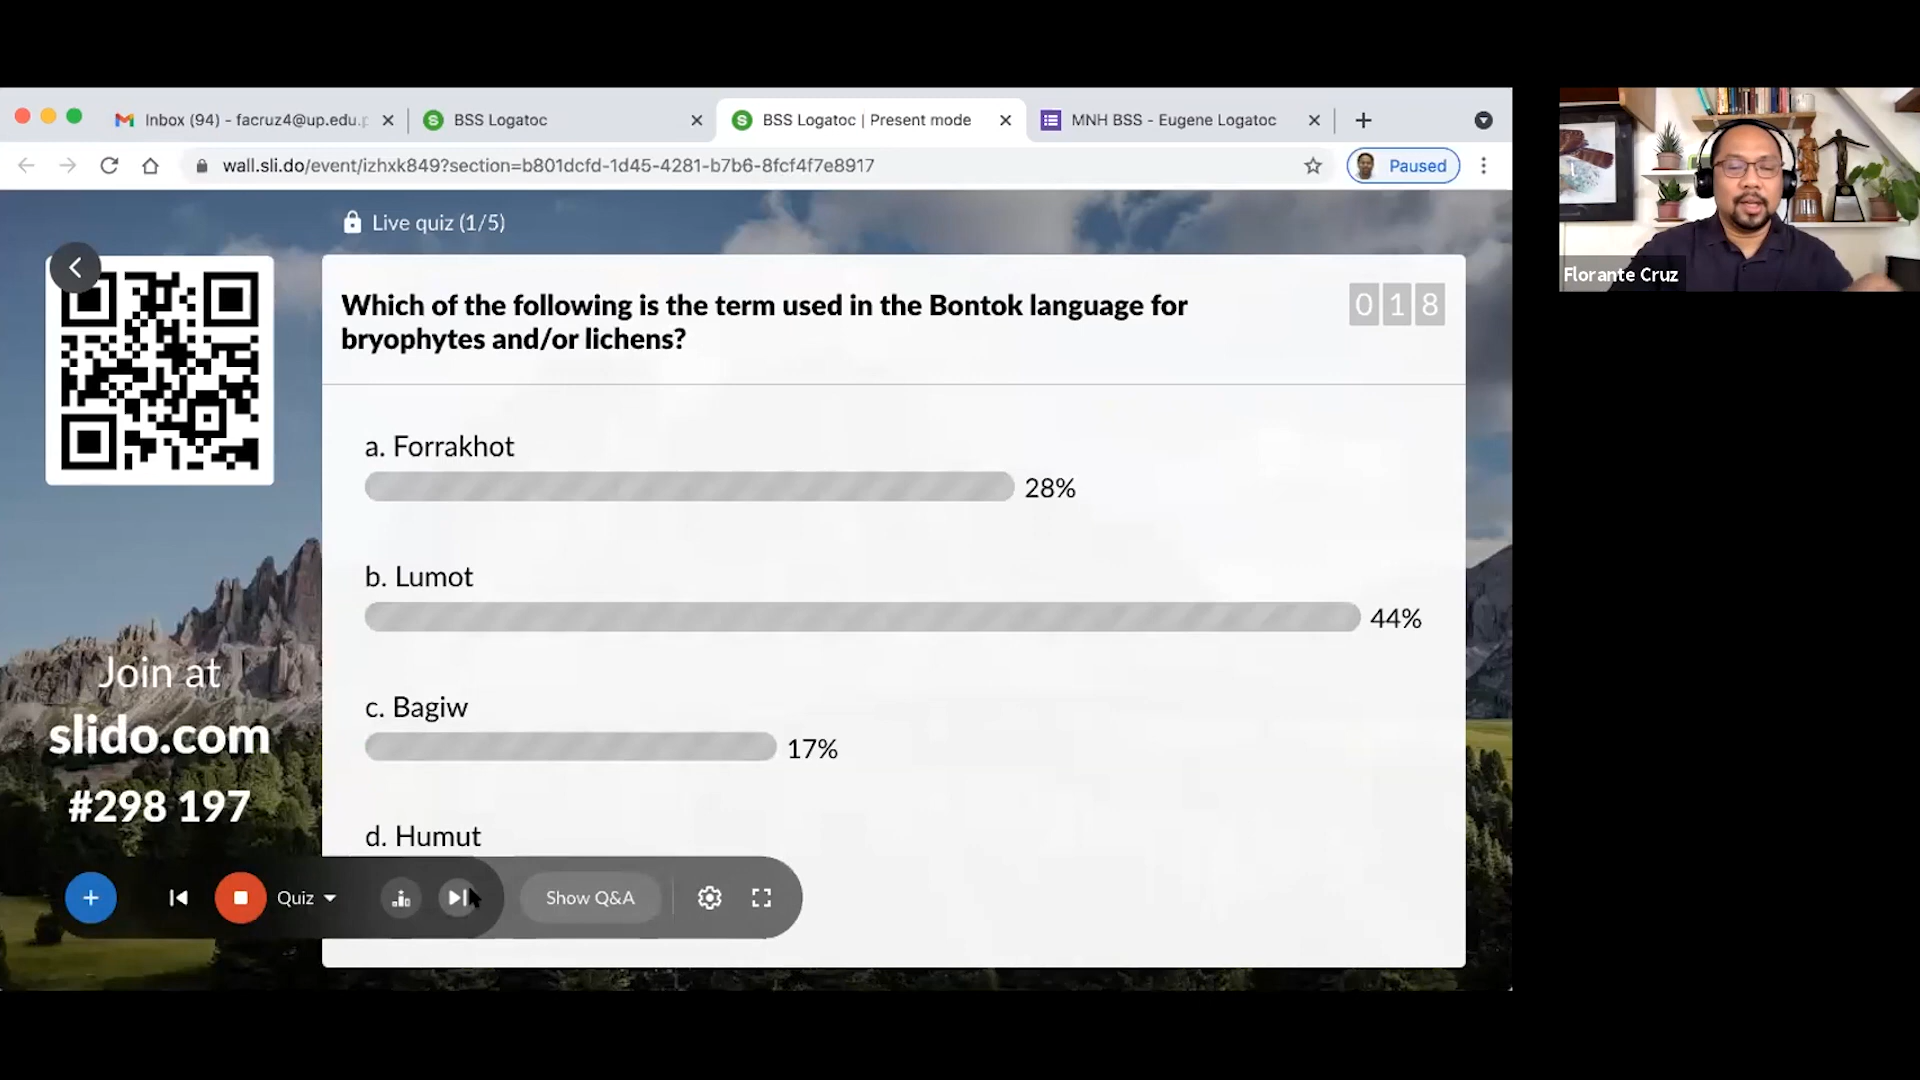 Inbox (94) - facruz4@up.edu.p
BSS Logatoc
BSS Logatoc | Present mode
MNH BSS - Eugene Logatoc
wall.sli.do/event/izhxk849?section=b801dcfd-1d45-4281-b7b6-8fcf4f7e8917
Paused
Live quiz (1/5)
Which of the following is the term used in the Bontok language for
bryophytes and/or lichens?
018
a. Forrakhot
28%
b. Lumot
44%
c. Bagiw
17%
d. Humut
Join at
slido.com
#298 197
Quiz
Show Q&A
Florante Cruz